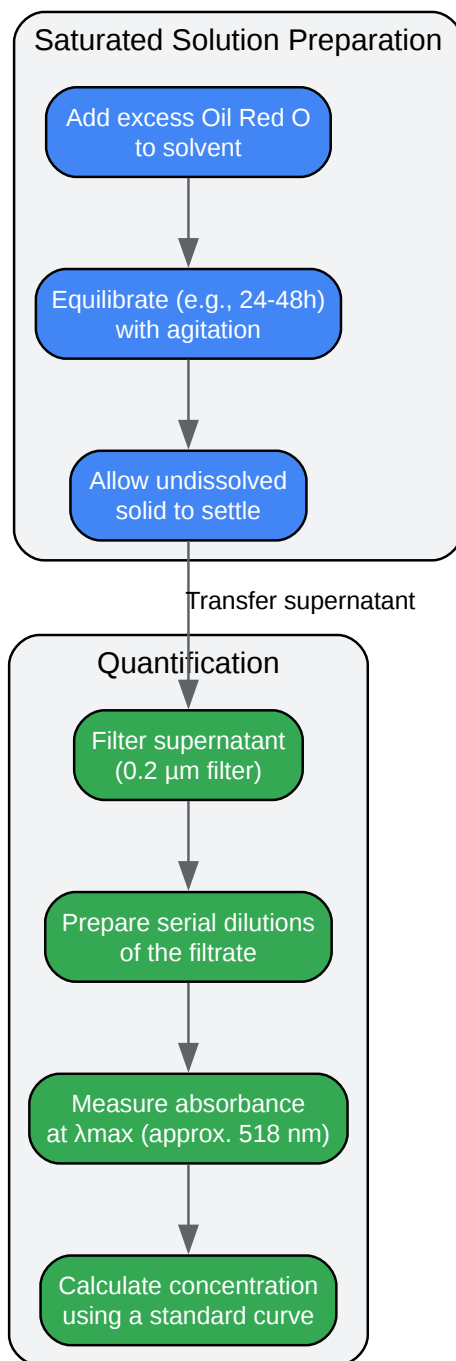 Saturated Solution Preparation
Add excess Oil Red O
to solvent
Equilibrate (e.g., 24-48h)
with agitation
Allow undissolved
solid to settle
Transfer supernatant
Quantification
Filter supernatant
(0.2 µm filter)
Prepare serial dilutions
of the filtrate
Measure absorbance
at λmax (approx. 518 nm)
Calculate concentration
using a standard curve